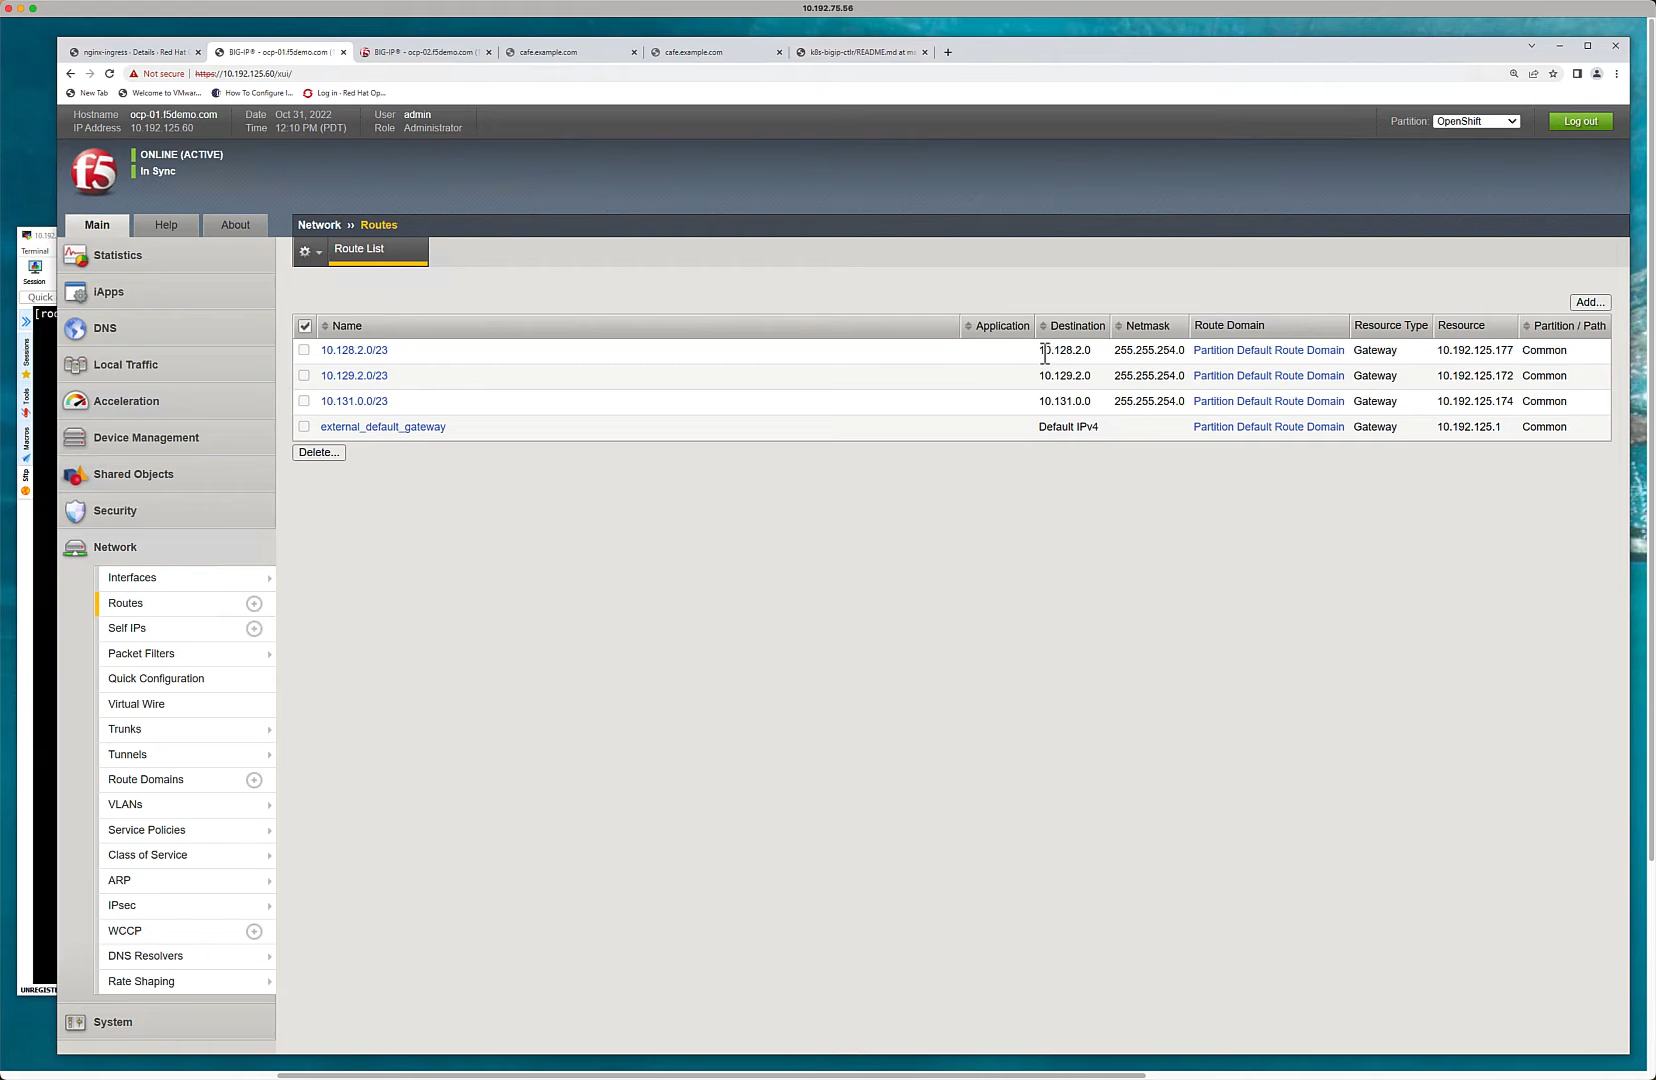 10.192.75.56
nginx-ingress · Details · Red Hat
BIG-IP® - ocp-01.f5demo.com (
BIG-IP® - ocp-02.f5demo.com (
cafe.example.com
cafe.example.com
k8s-bigip-ctlr/README.md at ma
Not secure
https://10.192.125.60/xui/
New Tab
Welcome to VMwar...
How To Configure I...
Log in - Red Hat Op...
Hostname ocp-01.f5demo.com
Date Oct 31, 2022
User admin
IP Address 10.192.125.60
Time 12:10 PM (PDT)
Role Administrator
Partition: OpenShift
Log out
f5
ONLINE (ACTIVE)
In Sync
Main
Help
About
Network ›› Routes
Route List
10.192.
Terminal
Session
Quick
[roo
Sessions
Tools
Macros
Sftp
UNREGISTE
Statistics
iApps
DNS
Local Traffic
Acceleration
Device Management
Shared Objects
Security
Network
Interfaces
Routes
Self IPs
Packet Filters
Quick Configuration
Virtual Wire
Trunks
Tunnels
Route Domains
VLANs
Service Policies
Class of Service
ARP
IPsec
WCCP
DNS Resolvers
Rate Shaping
System
Add...
Name Application Destination Netmask Route Domain Resource Type Resource Partition / Path
10.128.2.0/23 10.128.2.0 255.255.254.0 Partition Default Route Domain Gateway 10.192.125.177 Common
10.129.2.0/23 10.129.2.0 255.255.254.0 Partition Default Route Domain Gateway 10.192.125.172 Common
10.131.0.0/23 10.131.0.0 255.255.254.0 Partition Default Route Domain Gateway 10.192.125.174 Common
external_default_gateway Default IPv4 Partition Default Route Domain Gateway 10.192.125.1 Common
Delete...